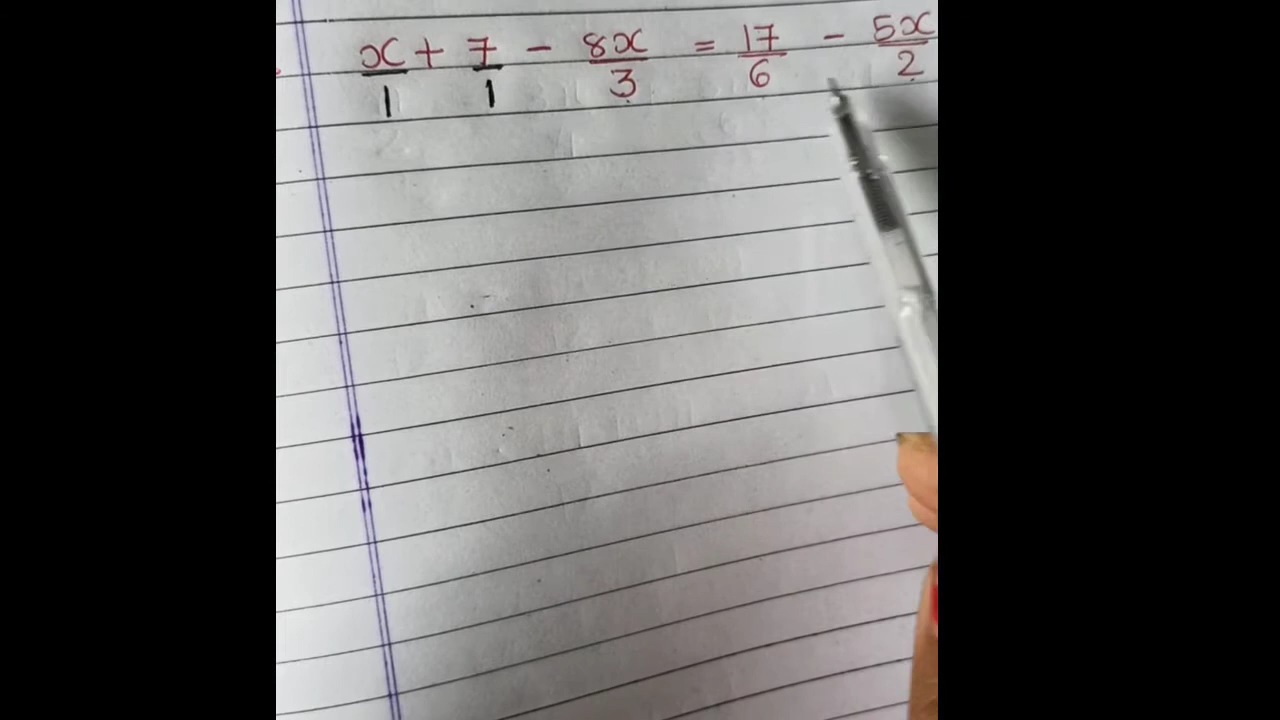 x/1 + 7/1 - 8x/3 = 17/6 - 5x/2